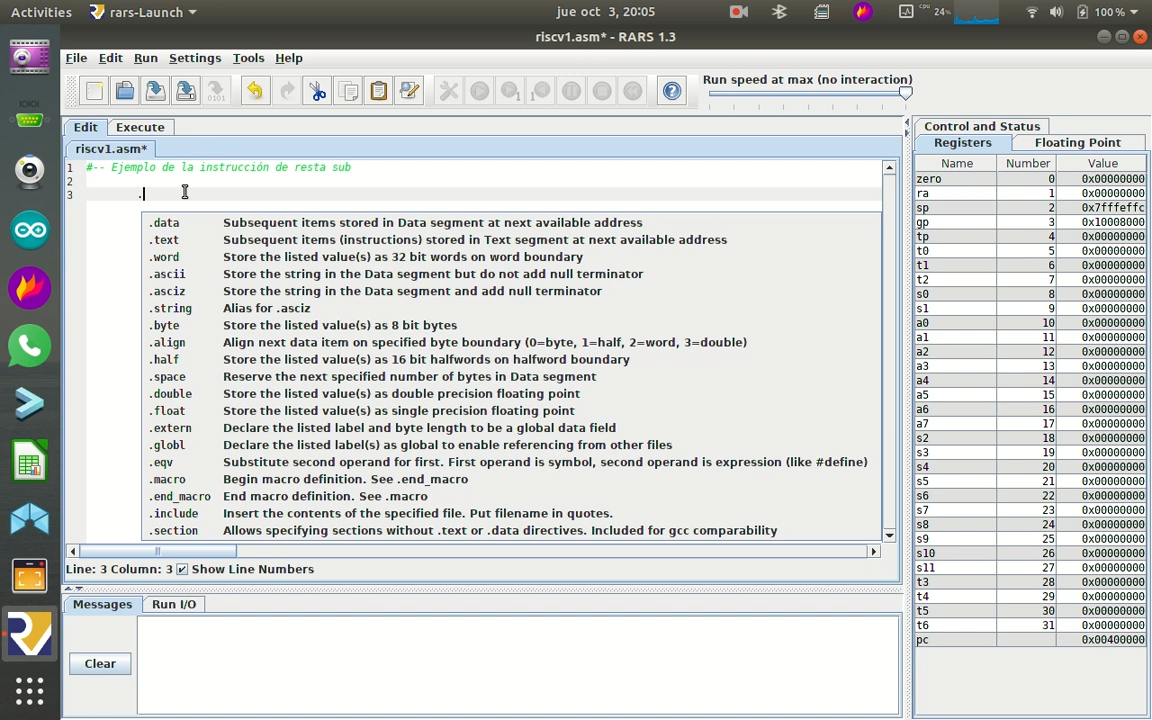 Activities rars-Launch jue oct 3, 20:05 cpu 24% 100%
riscv1.asm* - RARS 1.3
File Edit Run Settings Tools Help
Run speed at max (no interaction)
Edit Execute
riscv1.asm*
1 #-- Ejemplo de la instrucción de resta sub
2
3 .
.data Subsequent items stored in Data segment at next available address
.text Subsequent items (instructions) stored in Text segment at next available address
.word Store the listed value(s) as 32 bit words on word boundary
.ascii Store the string in the Data segment but do not add null terminator
.asciz Store the string in the Data segment and add null terminator
.string Alias for .asciz
.byte Store the listed value(s) as 8 bit bytes
.align Align next data item on specified byte boundary (0=byte, 1=half, 2=word, 3=double)
.half Store the listed value(s) as 16 bit halfwords on halfword boundary
.space Reserve the next specified number of bytes in Data segment
.double Store the listed value(s) as double precision floating point
.float Store the listed value(s) as single precision floating point
.extern Declare the listed label and byte length to be a global data field
.globl Declare the listed label(s) as global to enable referencing from other files
.eqv Substitute second operand for first. First operand is symbol, second operand is expression (like #define)
.macro Begin macro definition. See .end_macro
.end_macro End macro definition. See .macro
.include Insert the contents of the specified file. Put filename in quotes.
.section Allows specifying sections without .text or .data directives. Included for gcc comparability
Line: 3 Column: 3 Show Line Numbers
Messages Run I/O
Clear
Control and Status
Registers Floating Point
Name Number Value
zero 0 0x00000000
ra 1 0x00000000
sp 2 0x7fffeffc
gp 3 0x10008000
tp 4 0x00000000
t0 5 0x00000000
t1 6 0x00000000
t2 7 0x00000000
s0 8 0x00000000
s1 9 0x00000000
a0 10 0x00000000
a1 11 0x00000000
a2 12 0x00000000
a3 13 0x00000000
a4 14 0x00000000
a5 15 0x00000000
a6 16 0x00000000
a7 17 0x00000000
s2 18 0x00000000
s3 19 0x00000000
s4 20 0x00000000
s5 21 0x00000000
s6 22 0x00000000
s7 23 0x00000000
s8 24 0x00000000
s9 25 0x00000000
s10 26 0x00000000
s11 27 0x00000000
t3 28 0x00000000
t4 29 0x00000000
t5 30 0x00000000
t6 31 0x00000000
pc 0x00400000